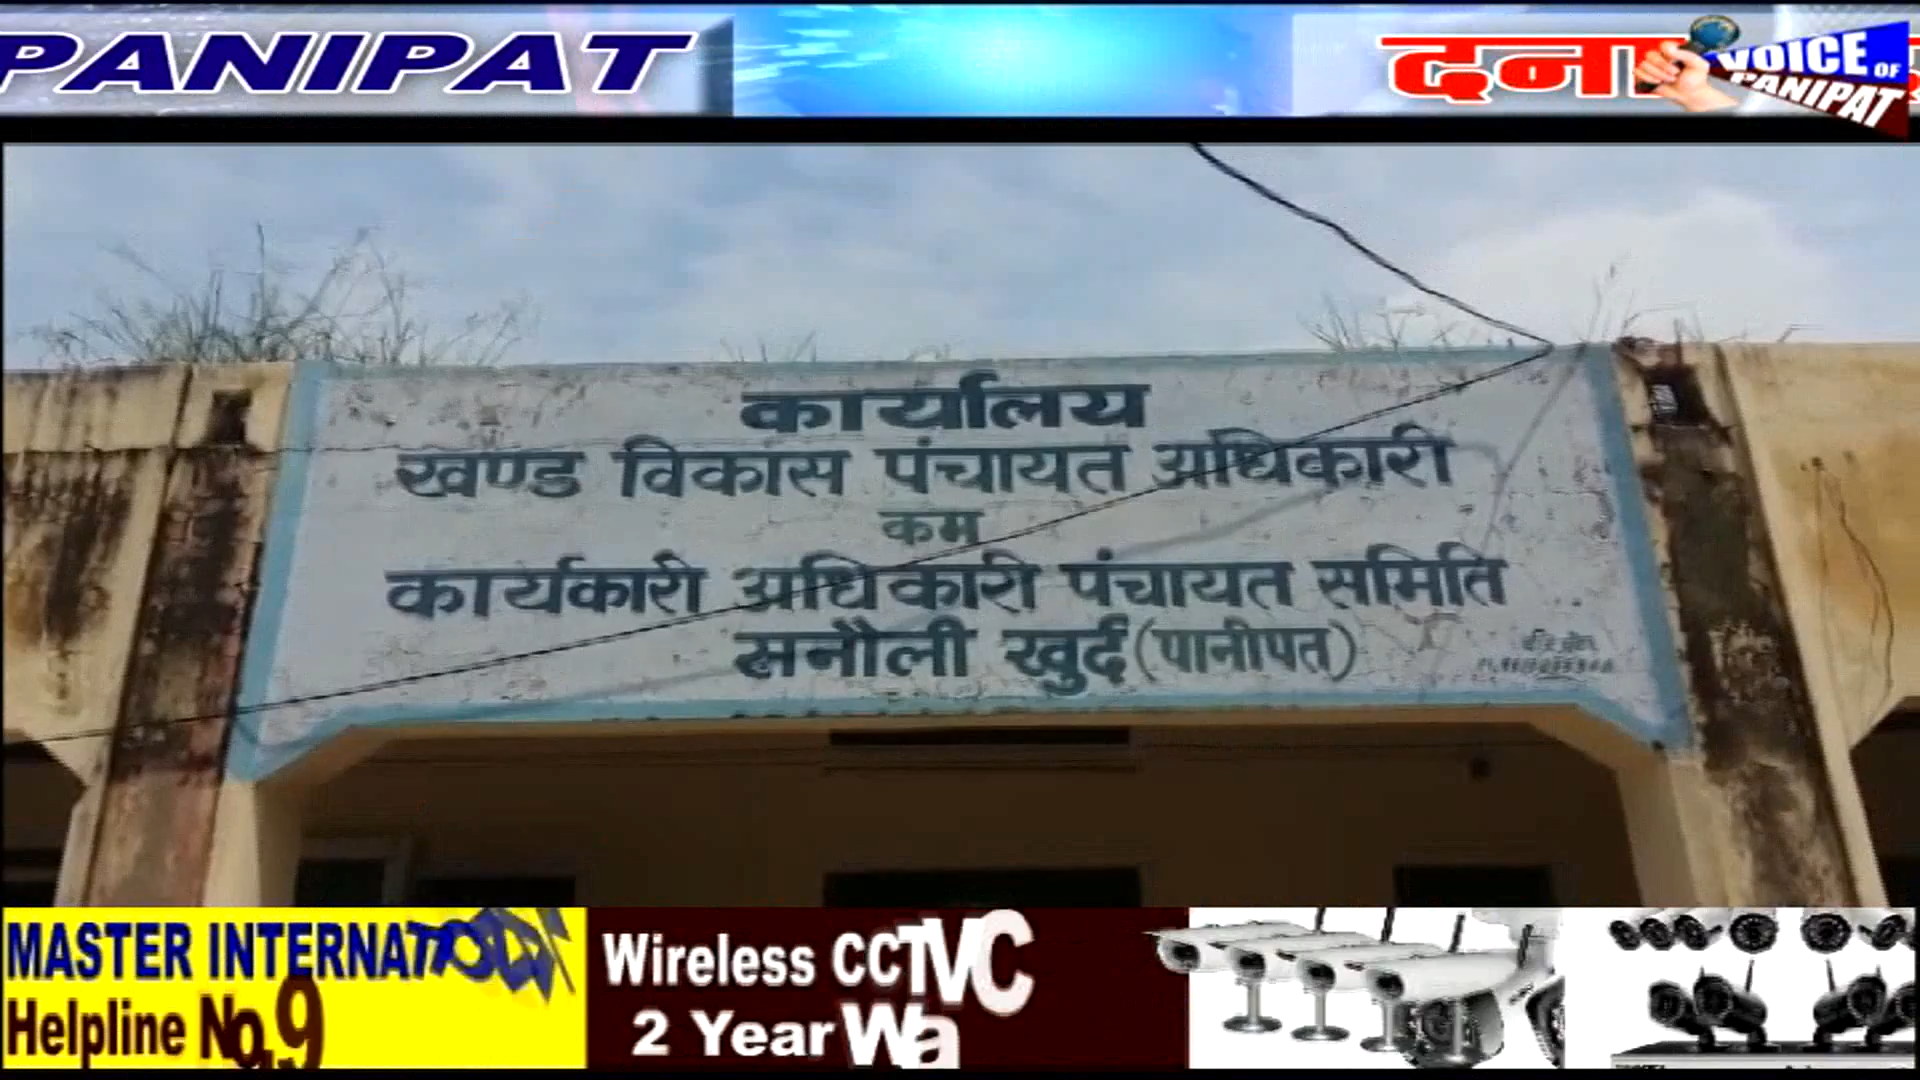 PANIPAT
VOICE OF
PANIPAT
कार्यालय
खण्ड विकास पंचायत अधिकारी
कम
कार्यकारी अधिकारी पंचायत समिति
सनौली खुर्द (पानीपत)
MASTER INTERNATIONAL
Helpline No. 9
Wireless CCTVC
2 Year Wa